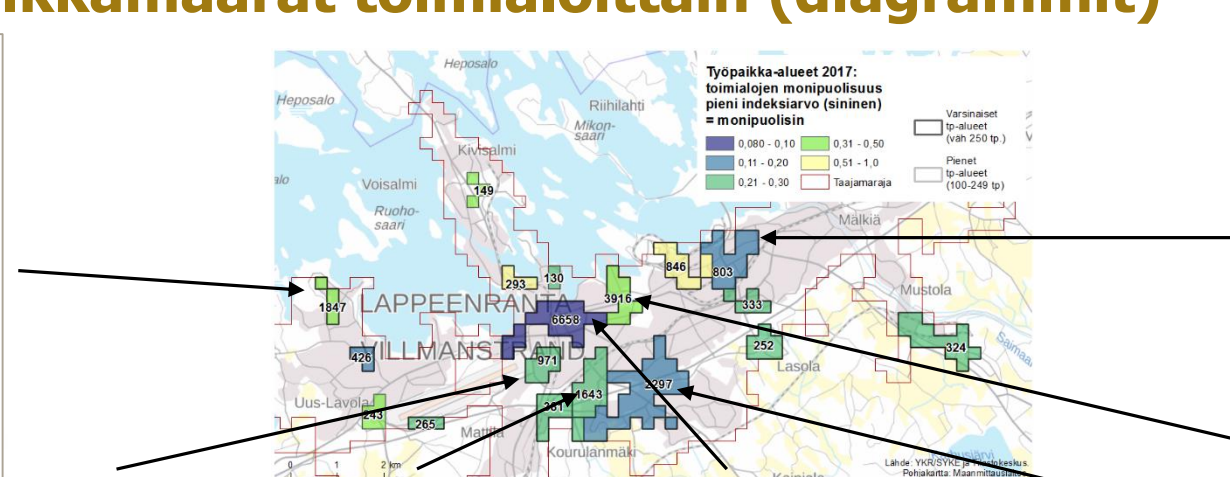 ikkamäärät toimialoittain (diagrammit)
Työpaikka-alueet 2017:
toimialojen monipuolisuus
pieni indeksiarvo (sininen)
= monipuolisin
0,080 - 0,10
0,31 - 0,50
0,11 - 0,20
0,51 - 1,0
0,21 - 0,30
Taajamaraja
Varsinaiset
tp-alueet
(väh 250 tp.)
Pienet
tp-alueet
(100-249 tp)
Heposalo
Heposalo
Riihilahti
Mikon-
saari
Kivisalmi
alo
Voisalmi
149
Ruoho-
saari
Mälkiä
846
803
293
130
Mustola
1847
LAPPEENRANTA
3916
333
6658
426
VILLMANSTRAND
252
324
Saimaa
971
Lasola
2297
1643
Uus-Lavola
243
381
265
Mattila
Kourulanmäki
0 1 2 km
Lähde: YKR/SYKE ja Tilastokeskus.
Pohjakartta: Maanmittauslaitos